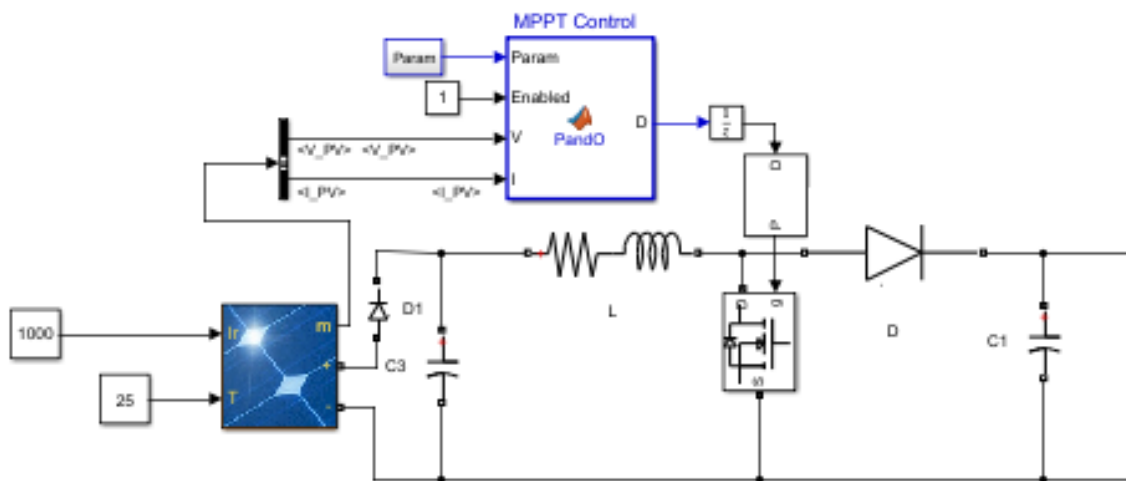 MPPT Control
Param
Param
1
Enabled
D
PandO
V
<V_PV>
<V_PV>
I
<I_PV>
<I_PV>
D
P
1000
Ir
m
D1
+
L
g
D
C3
C1
25
T
-
S